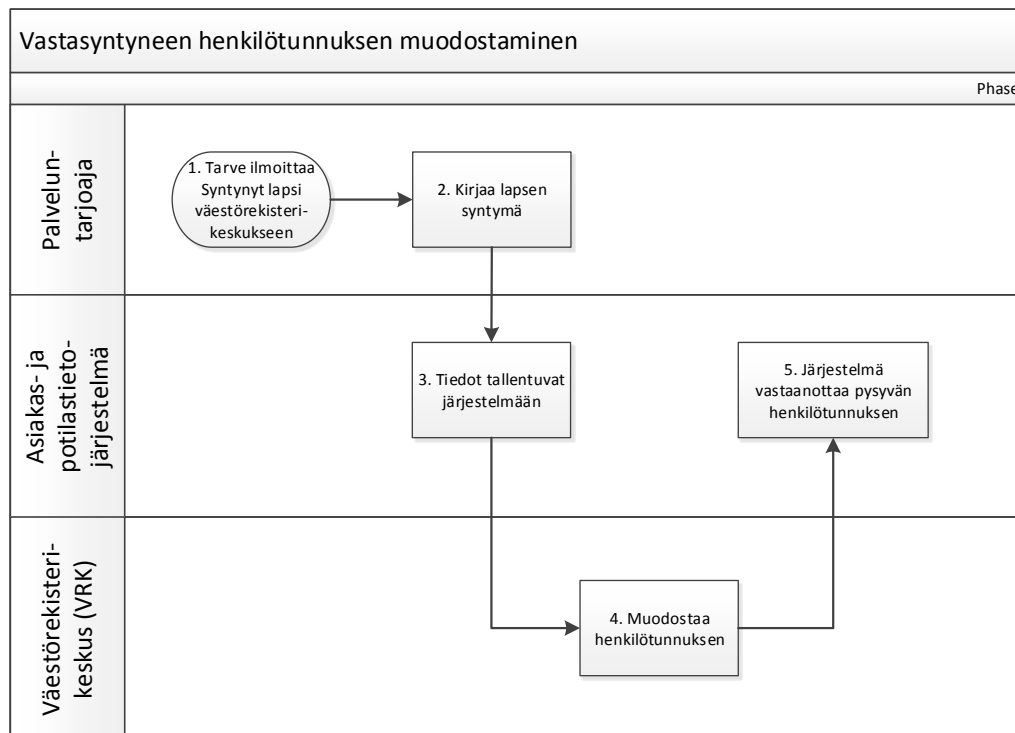 Vastasyntyneen henkilötunnuksen muodostaminen
Phase
Palvelun-
tarjoaja
1. Tarve ilmoittaa
Syntynyt lapsi
väestörekisteri-
keskukseen
2. Kirjaa lapsen
syntymä
Asiakas- ja
potilastieto-
järjestelmä
3. Tiedot tallentuvat
järjestelmään
5. Järjestelmä
vastaanottaa pysyvän
henkilötunnuksen
Väestörekisteri-
keskus (VRK)
4. Muodostaa
henkilötunnuksen